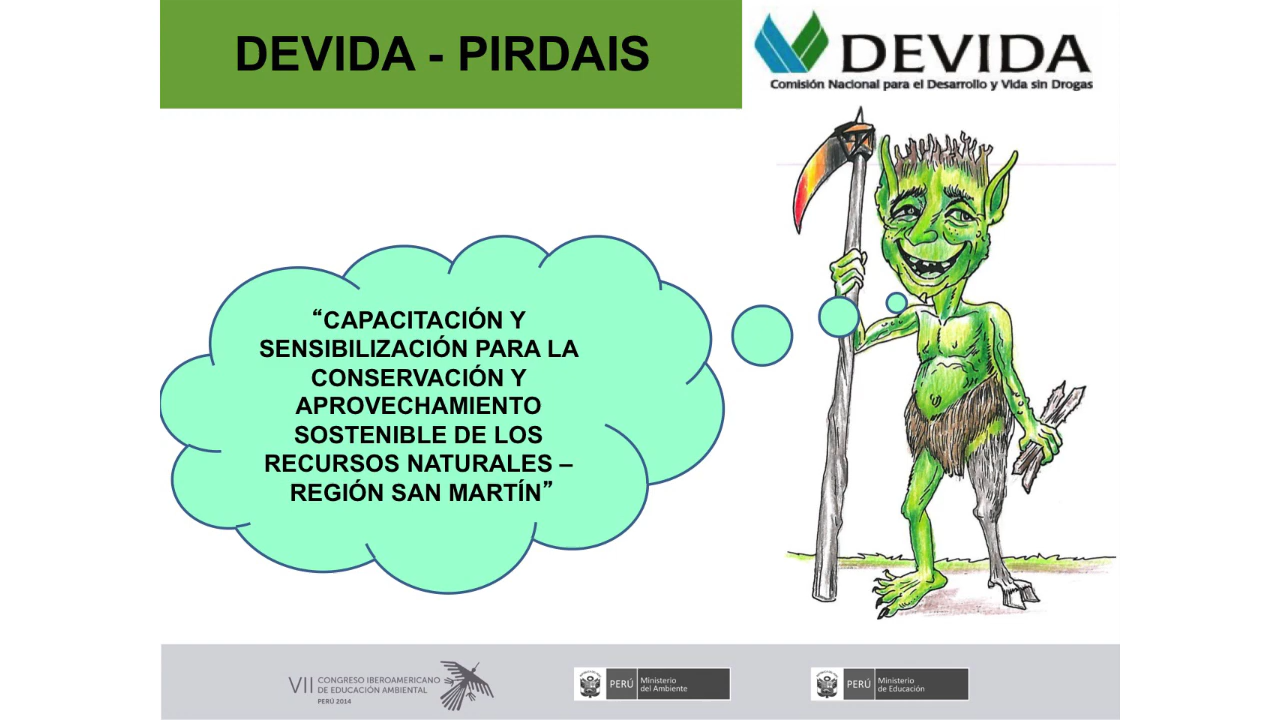 DEVIDA - PIRDAIS
DEVIDA
Comisión Nacional para el Desarrollo y Vida sin Drogas
“CAPACITACIÓN Y
SENSIBILIZACIÓN PARA LA
CONSERVACIÓN Y
APROVECHAMIENTO
SOSTENIBLE DE LOS
RECURSOS NATURALES –
REGIÓN SAN MARTÍN”
VII CONGRESO IBEROAMERICANO
DE EDUCACIÓN AMBIENTAL
PERÚ 2014
PERÚ Ministerio
del Ambiente
PERÚ Ministerio
de Educación